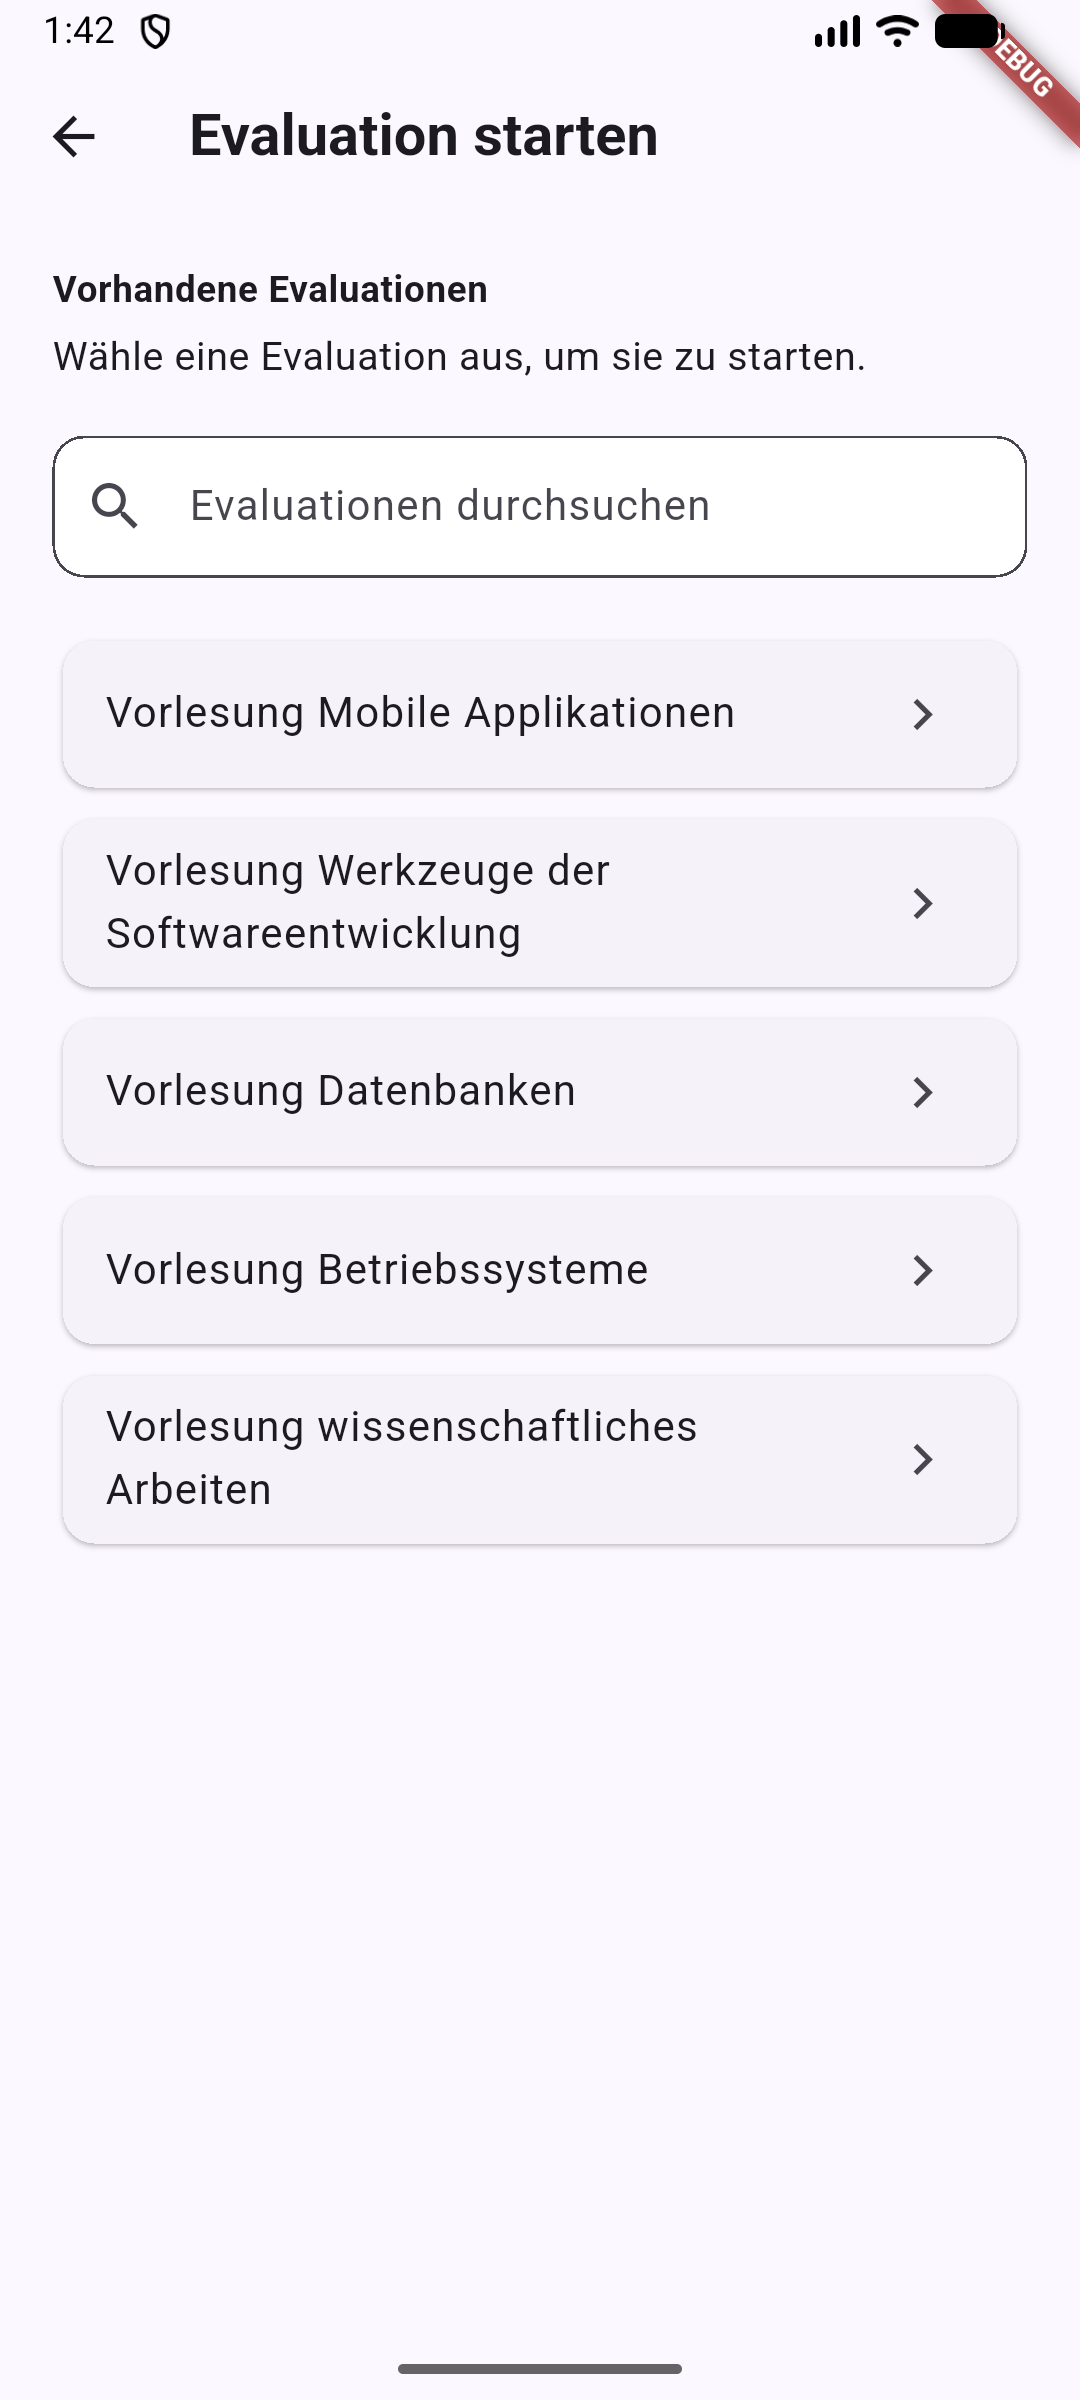 1:42
EBUG
Evaluation starten
Vorhandene Evaluationen
Wähle eine Evaluation aus, um sie zu starten.
Evaluationen durchsuchen
Vorlesung Mobile Applikationen
Vorlesung Werkzeuge der
Softwareentwicklung
Vorlesung Datenbanken
Vorlesung Betriebssysteme
Vorlesung wissenschaftliches
Arbeiten